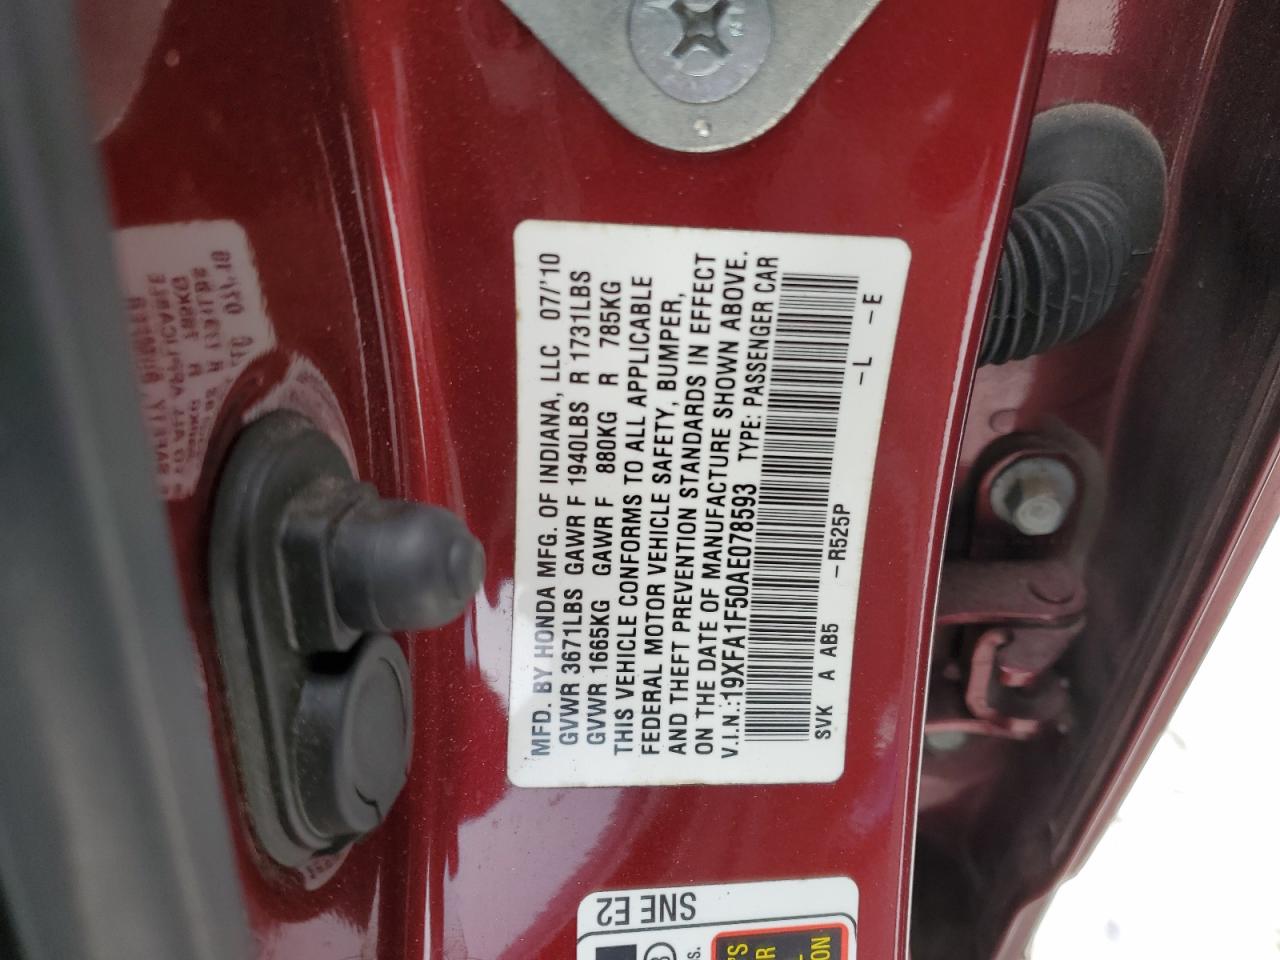 MFD. BY HONDA MFG. OF INDIANA, LLC 07/'10
GVWR 3671LBS GAWR F 1940LBS R 1731LBS
GVWR 1665KG GAWR F 880KG R 785KG
THIS VEHICLE CONFORMS TO ALL APPLICABLE
FEDERAL MOTOR VEHICLE SAFETY, BUMPER,
AND THEFT PREVENTION STANDARDS IN EFFECT
ON THE DATE OF MANUFACTURE SHOWN ABOVE.
V.I.N.:19XFA1F50AE078593 TYPE: PASSENGER CAR
SVK A AB5 -R525P -L -E
SNE E2